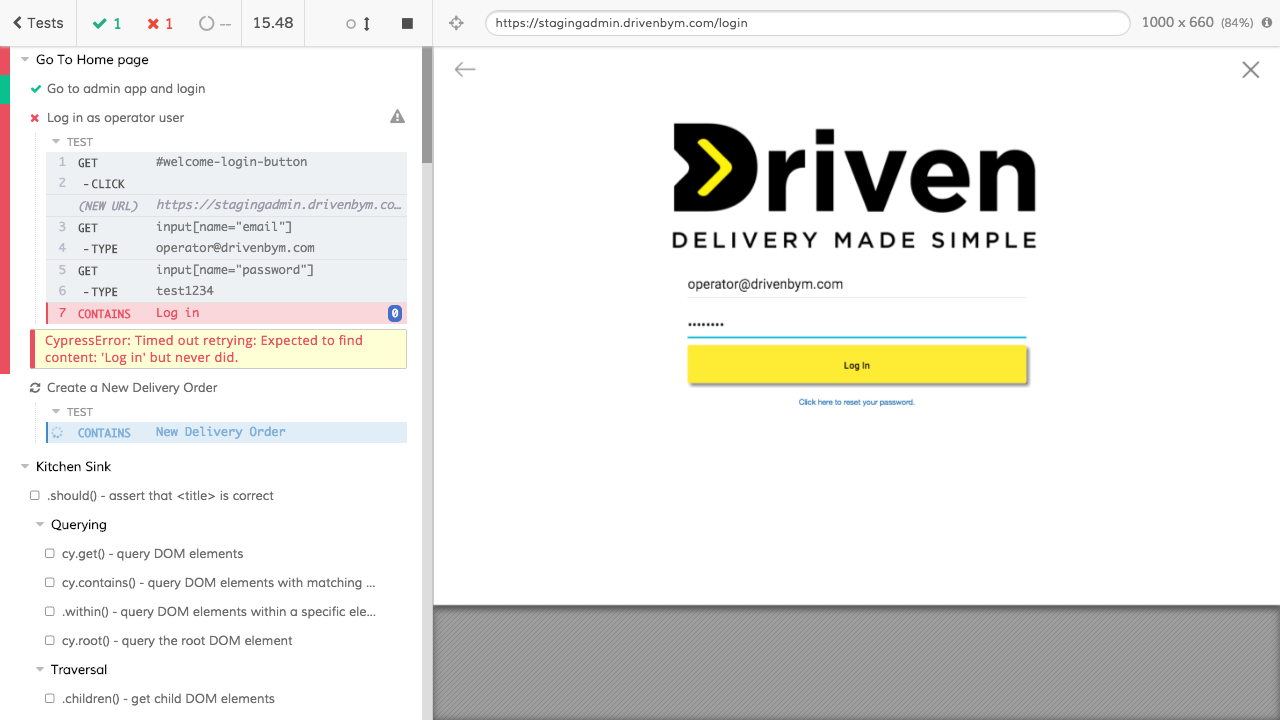 Tests
1
1
--
15.48
https://stagingadmin.drivenbym.com/login
1000 x 660 (84%)
Go To Home page
Go to admin app and login
Log in as operator user
TEST
1 GET #welcome-login-button
2 -CLICK
(NEW URL) https://stagingadmin.drivenbym.co…
3 GET input[name="email"]
4 -TYPE operator@drivenbym.com
5 GET input[name="password"]
6 -TYPE test1234
7 CONTAINS Log in 0
CypressError: Timed out retrying: Expected to find
content: 'Log in' but never did.
Create a New Delivery Order
TEST
CONTAINS New Delivery Order
Kitchen Sink
.should() - assert that <title> is correct
Querying
cy.get() - query DOM elements
cy.contains() - query DOM elements with matching ...
.within() - query DOM elements within a specific ele...
cy.root() - query the root DOM element
Traversal
.children() - get child DOM elements
Driven
DELIVERY MADE SIMPLE
operator@drivenbym.com
••••••••
Log In
Click here to reset your password.